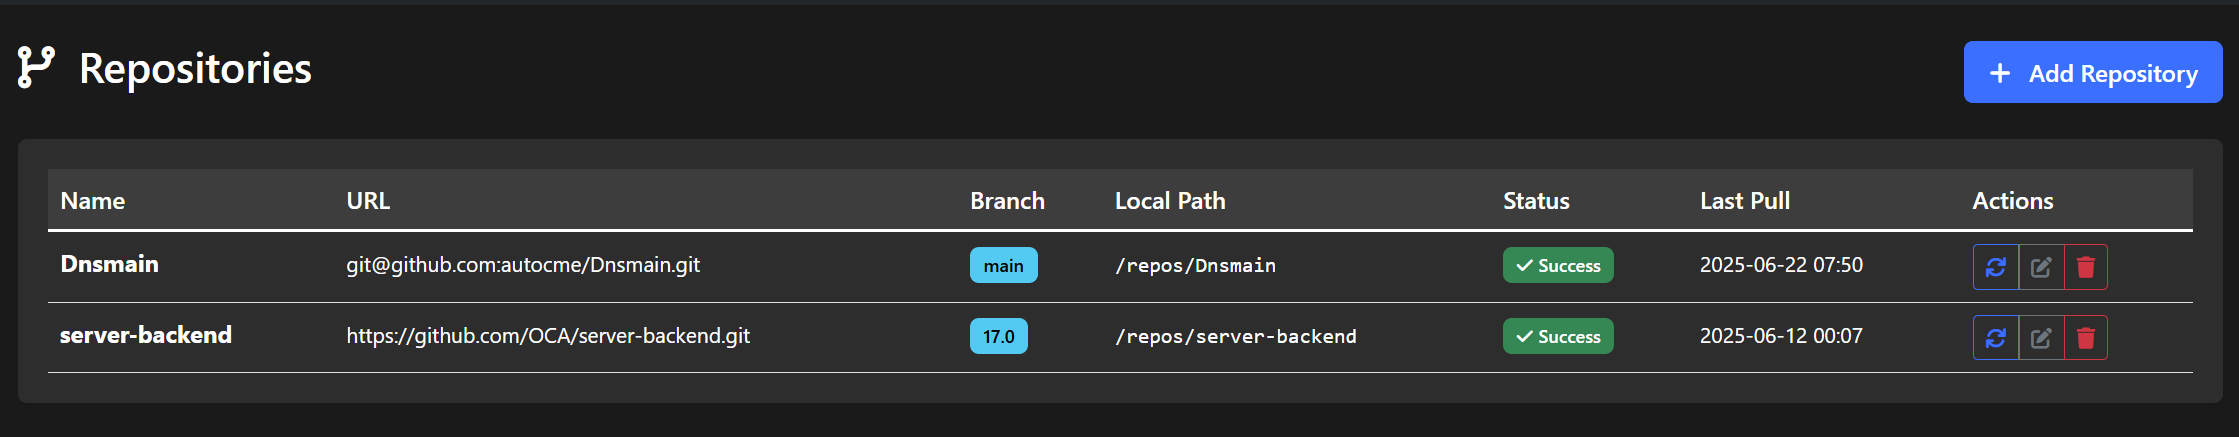 Repositories
Add Repository
Name URL Branch Local Path Status Last Pull Actions
Dnsmain git@github.com:autocme/Dnsmain.git main /repos/Dnsmain Success 2025-06-22 07:50
server-backend https://github.com/OCA/server-backend.git 17.0 /repos/server-backend Success 2025-06-12 00:07